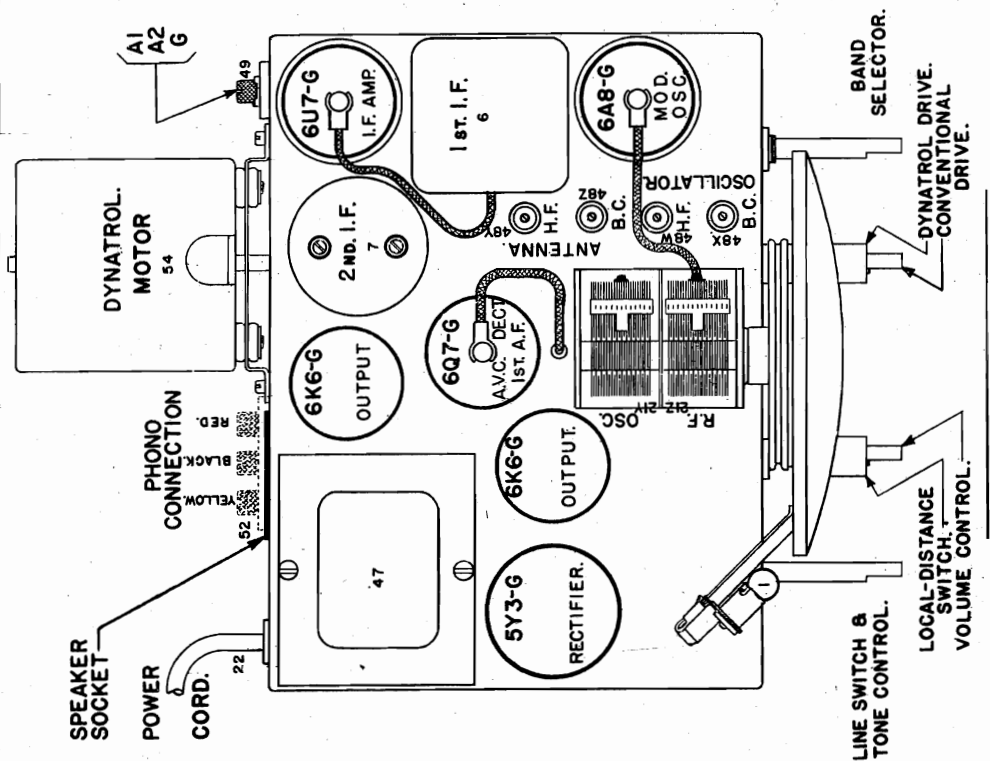 A1
A2
G
49
DYNATROL.
MOTOR
54
PHONO
CONNECTION
RED.
BLACK.
YELLOW.
52
SPEAKER
SOCKET
POWER
CORD.
22
6U7-G
I.F. AMP.
1ST. I.F.
6
6A8-G
MOD.
OSC.
2ND. I.F.
7
48Y
H.F.
48Z
B.C.
48W
H.F.
48X
B.C.
ANTENNA.
OSCILLATOR
6K6-G
OUTPUT
6Q7-G
A.V.C. DECT
1ST A.F.
OSC.
21Y
21Z
R.F.
6K6-G
OUTPUT.
47
5Y3-G
RECTIFIER.
1
BAND
SELECTOR.
DYNATROL DRIVE.
CONVENTIONAL
DRIVE.
LOCAL-DISTANCE
SWITCH.
VOLUME CONTROL.
LINE SWITCH &
TONE CONTROL.